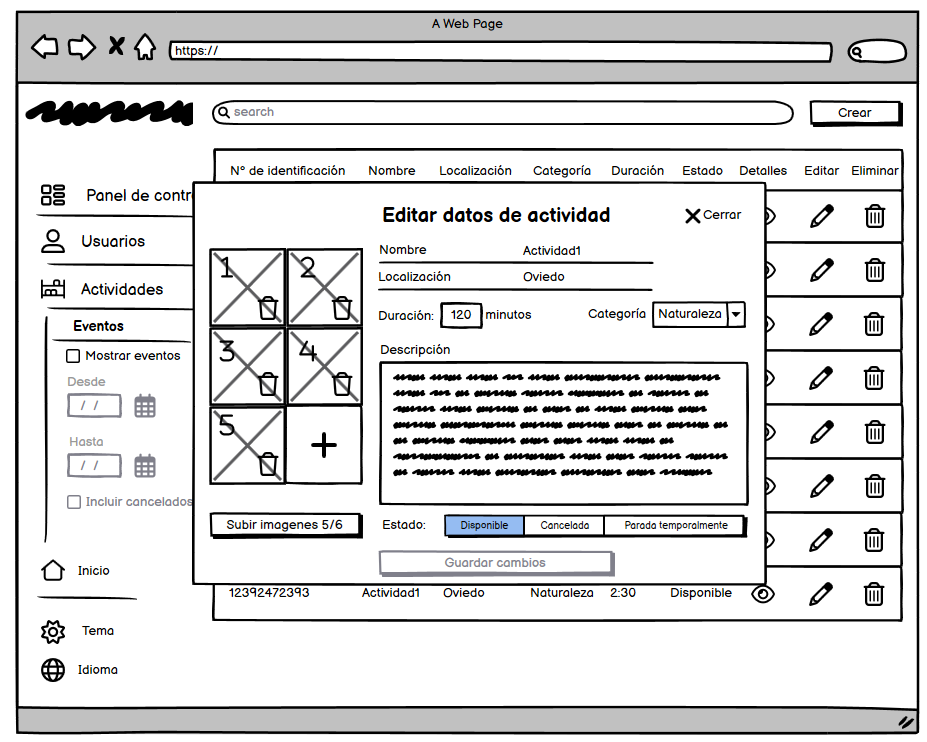 A Web Page
https://
search
Crear
Nº de identificación Nombre Localización Categoría Duración Estado Detalles Editar Eliminar
Panel de contr
Usuarios
Actividades
Eventos
Mostrar eventos
Desde
/ /
Hasta
/ /
Incluir cancelados
Inicio
Tema
Idioma
Editar datos de actividad
Cerrar
1 2
3 4
5
Subir imagenes 5/6
Nombre Actividad1
Localización Oviedo
Duración: 120 minutos Categoría Naturaleza
Descripción
Estado: Disponible Cancelada Parada temporalmente
Guardar cambios
12392472393 Actividad1 Oviedo Naturaleza 2:30 Disponible